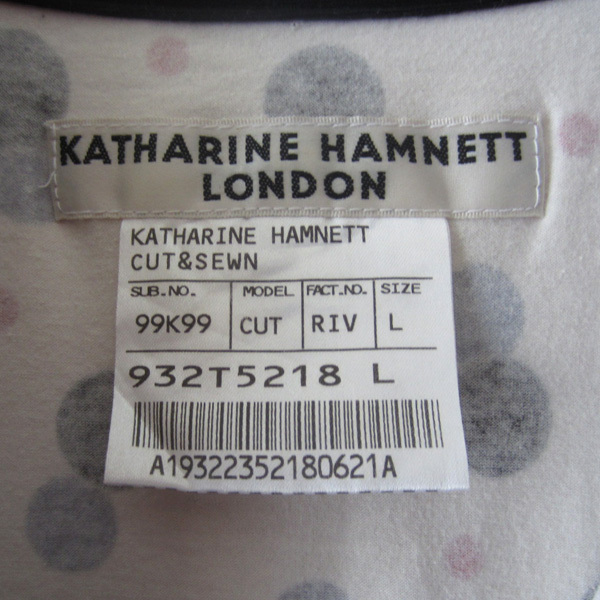 KATHARINE HAMNETT
LONDON
KATHARINE HAMNETT
CUT&SEWN
SUB.NO. MODEL FACT.NO. SIZE
99K99 CUT RIV L
932T5218 L
A19322352180621A